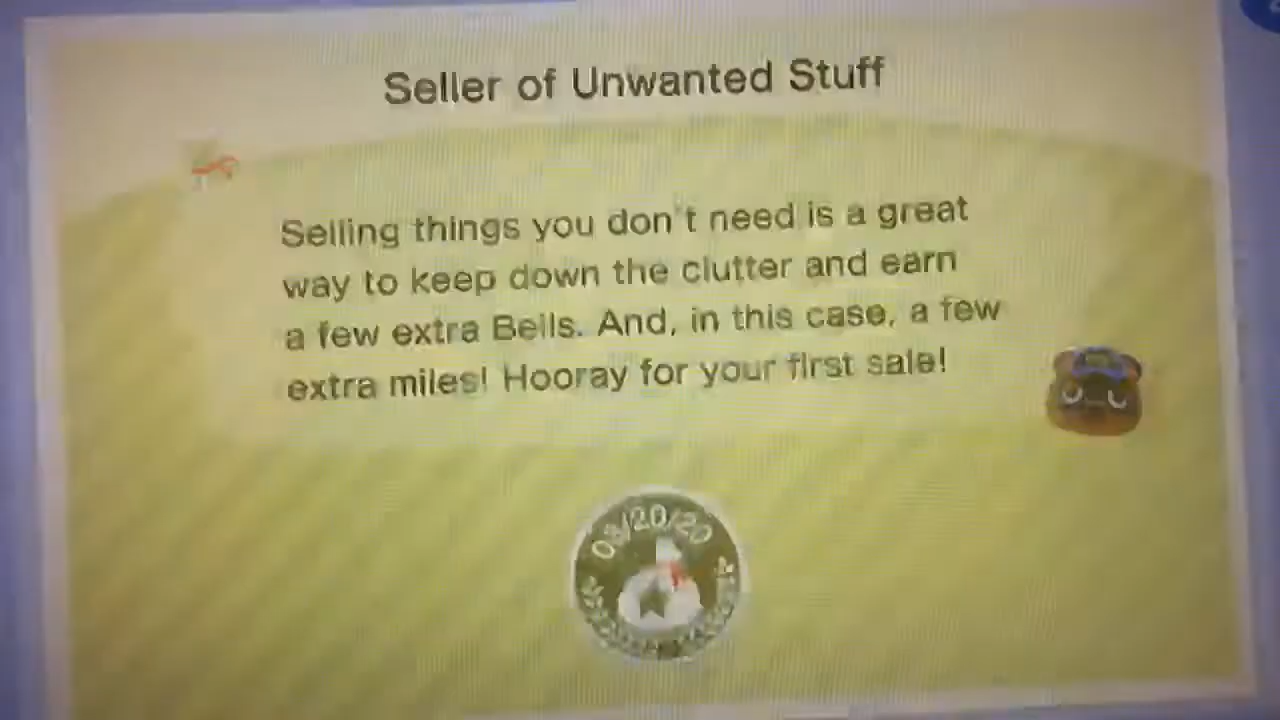 Seller of Unwanted Stuff
Selling things you don't need is a great
way to keep down the clutter and earn
a few extra Bells. And, in this case, a few
extra miles! Hooray for your first sale!
03/20/20